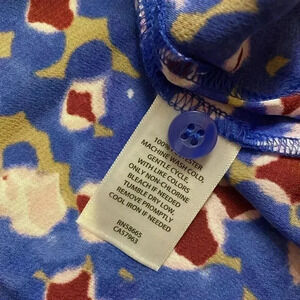 100% POLYESTER
MACHINE WASH COLD,
GENTLE CYCLE,
WITH LIKE COLORS
ONLY NON-CHLORINE
BLEACH IF NEEDED
TUMBLE DRY LOW,
REMOVE PROMPTLY
COOL IRON IF NEEDED
RN58665
CA57963